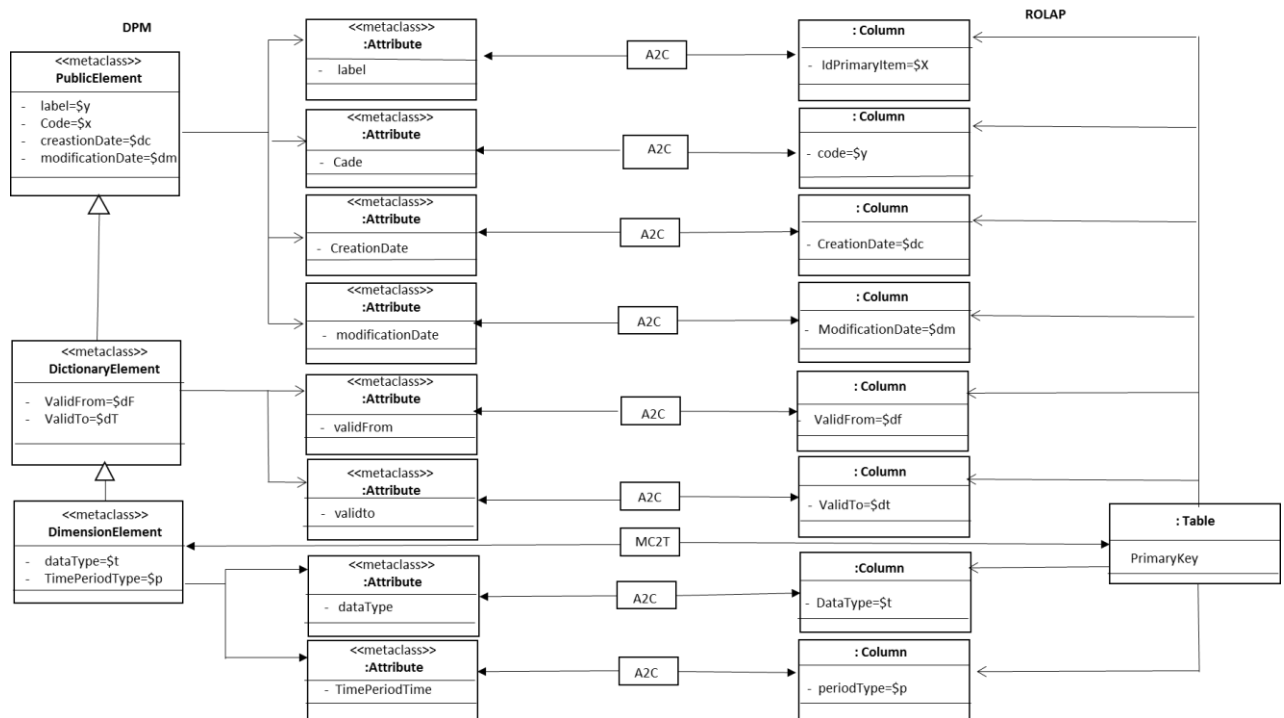 DPM
ROLAP
<<metaclass>>
PublicElement
- label=$y
- Code=$x
- creastionDate=$dc
- modificationDate=$dm
<<metaclass>>
:Attribute
- label
A2C
: Column
- IdPrimaryItem=$X
<<metaclass>>
:Attribute
- Cade
A2C
: Column
- code=$y
<<metaclass>>
:Attribute
- CreationDate
A2C
: Column
- CreationDate=$dc
<<metaclass>>
:Attribute
- modificationDate
A2C
: Column
- ModificationDate=$dm
<<metaclass>>
DictionaryElement
- ValidFrom=$dF
- ValidTo=$dT
<<metaclass>>
:Attribute
- validFrom
A2C
: Column
ValidFrom=$df
<<metaclass>>
:Attribute
- validto
A2C
: Column
- ValidTo=$dt
<<metaclass>>
DimensionElement
- dataType=$t
- TimePeriodType=$p
MC2T
: Table
PrimaryKey
<<metaclass>>
:Attribute
- dataType
A2C
:Column
- DataType=$t
<<metaclass>>
:Attribute
- TimePeriodTime
A2C
: Column
- periodType=$p